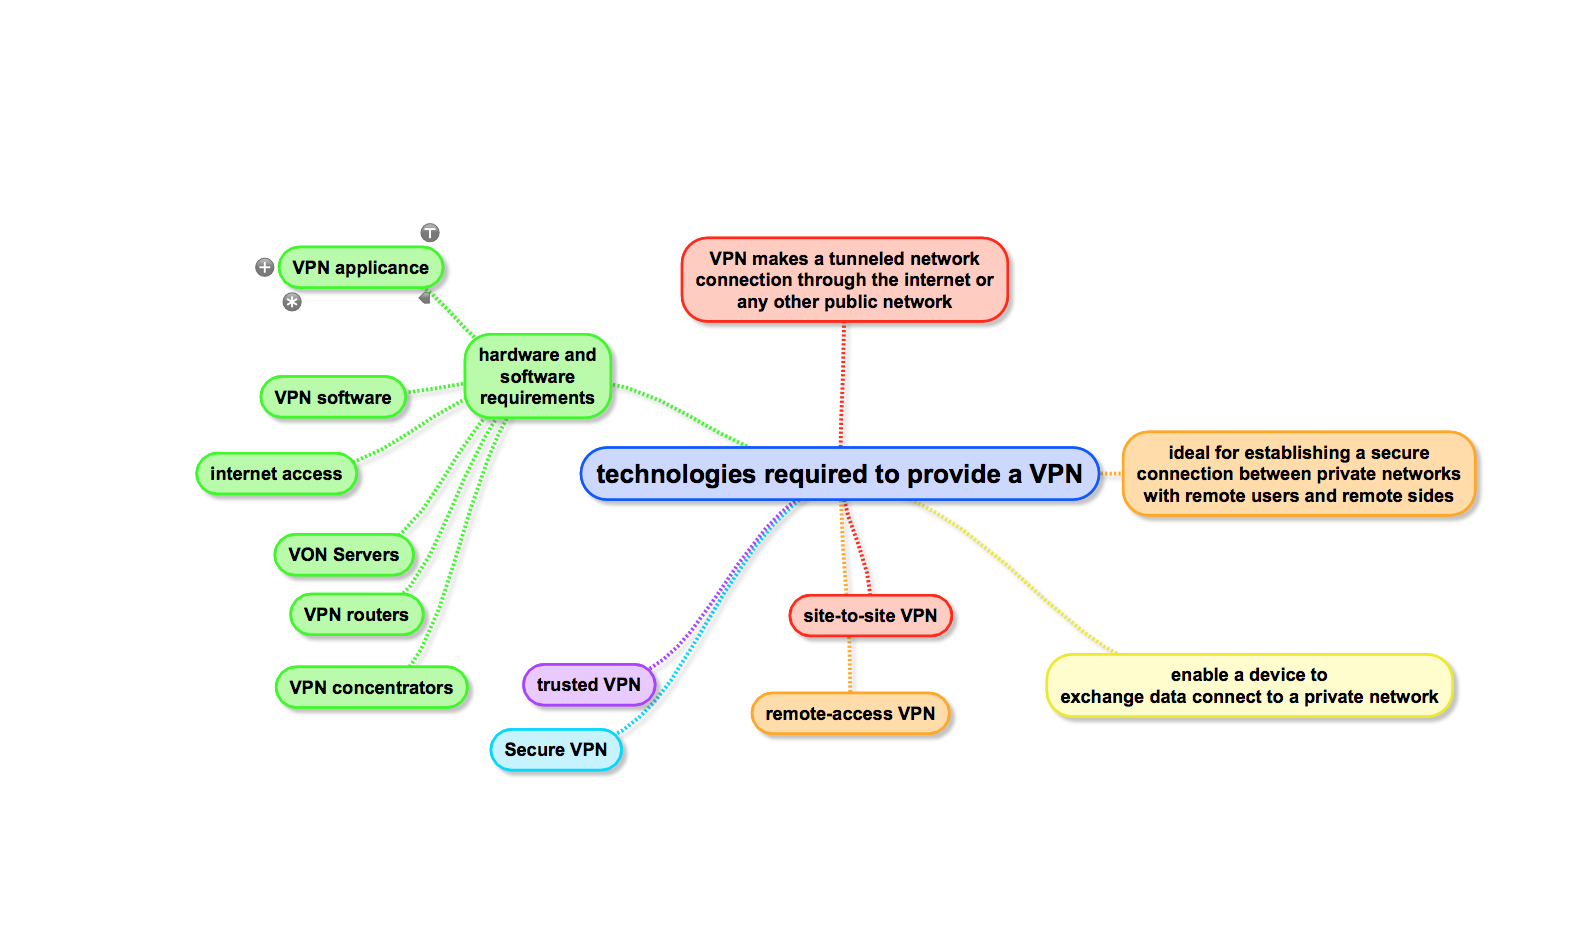 VPN applicance
VPN makes a tunneled network
connection through the internet or
any other public network
hardware and
software
requirements
VPN software
internet access
technologies required to provide a VPN
ideal for establishing a secure
connection between private networks
with remote users and remote sides
VON Servers
VPN routers
VPN concentrators
site-to-site VPN
trusted VPN
remote-access VPN
Secure VPN
enable a device to
exchange data connect to a private network